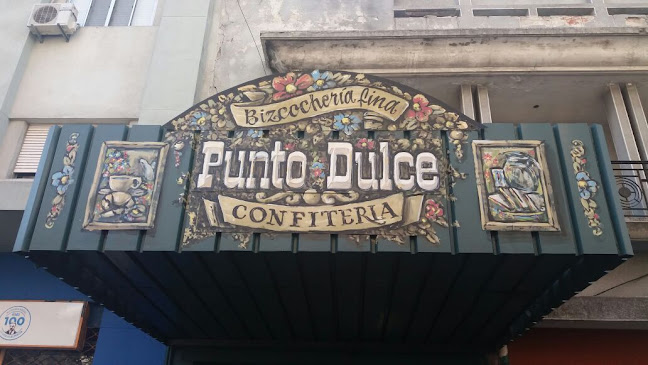 Bizcochería fina
Punto Dulce
CONFITERIA
100